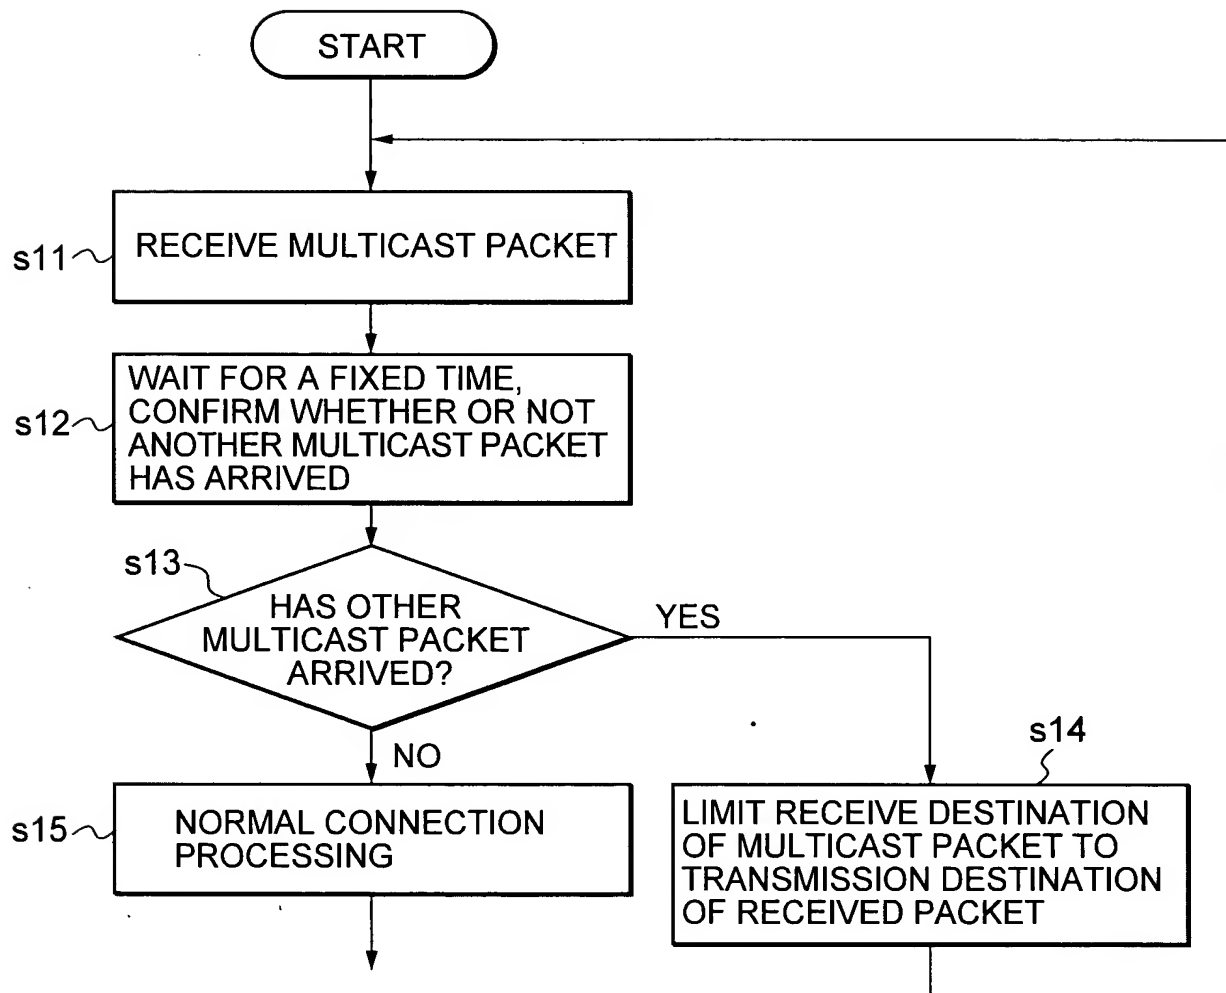 START
s11
RECEIVE MULTICAST PACKET
s12
WAIT FOR A FIXED TIME,
CONFIRM WHETHER OR NOT
ANOTHER MULTICAST PACKET
HAS ARRIVED
s13
HAS OTHER
MULTICAST PACKET
ARRIVED?
YES
NO
s14
LIMIT RECEIVE DESTINATION
OF MULTICAST PACKET TO
TRANSMISSION DESTINATION
OF RECEIVED PACKET
s15
NORMAL CONNECTION
PROCESSING